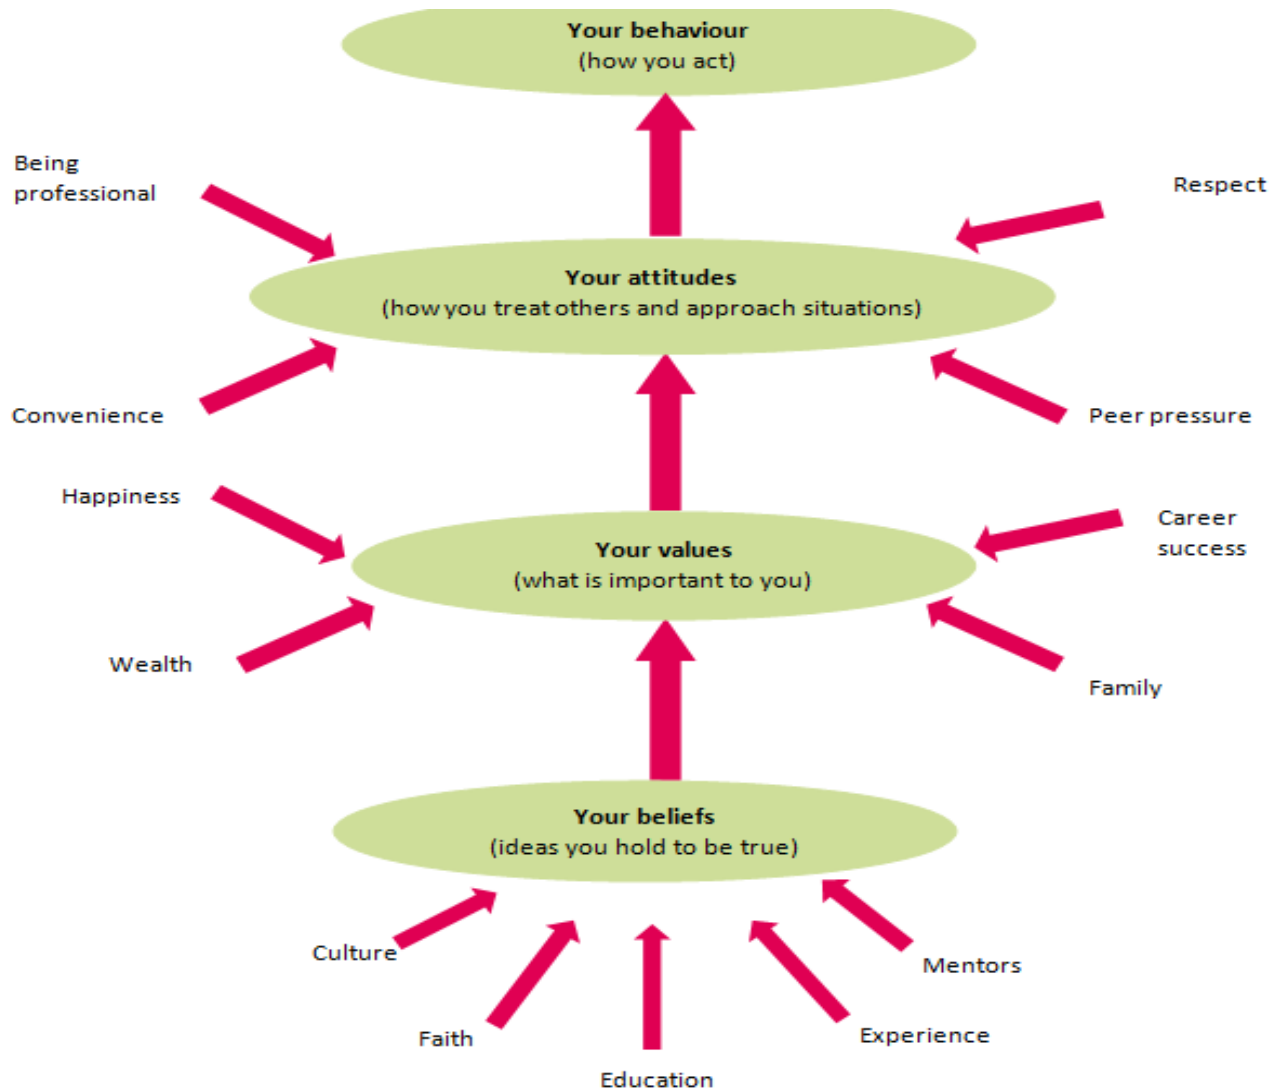 Your behaviour
(how you act)
Being
professional
Respect
Your attitudes
(how you treat others and approach situations)
Convenience
Peer pressure
Happiness
Career
success
Your values
(what is important to you)
Wealth
Family
Your beliefs
(ideas you hold to be true)
Culture
Mentors
Faith
Experience
Education